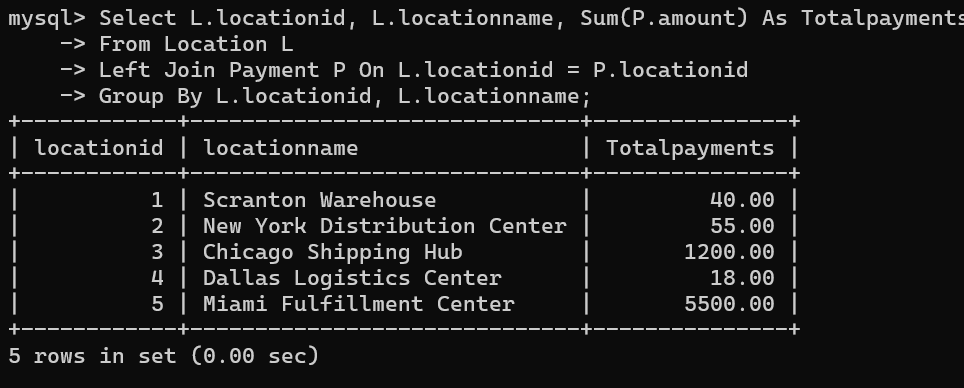 mysql> Select L.locationid, L.locationname, Sum(P.amount) As Totalpayments
    -> From Location L
    -> Left Join Payment P On L.locationid = P.locationid
    -> Group By L.locationid, L.locationname;
+------------+------------------------------+---------------+
| locationid | locationname                 | Totalpayments |
+------------+------------------------------+---------------+
|          1 | Scranton Warehouse           |         40.00 |
|          2 | New York Distribution Center |         55.00 |
|          3 | Chicago Shipping Hub         |       1200.00 |
|          4 | Dallas Logistics Center      |         18.00 |
|          5 | Miami Fulfillment Center     |       5500.00 |
+------------+------------------------------+---------------+
5 rows in set (0.00 sec)